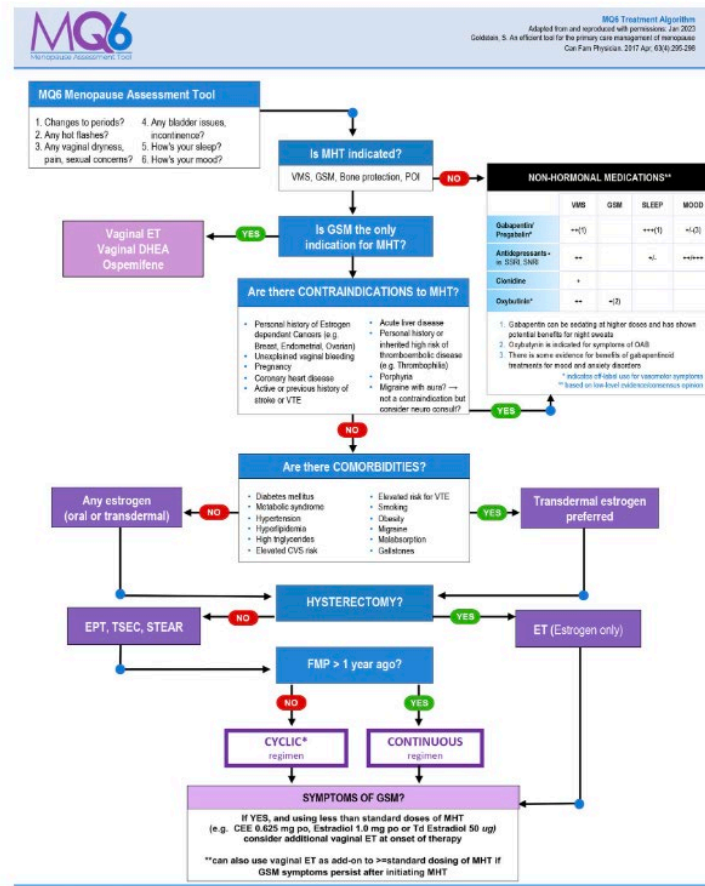 MQ6
Menopause Assessment Tool
MQ6 Treatment Algorithm
Adapted from and reproduced with permissions: Jan 2023
Goldstein, S. An efficient tool for the primary care management of menopause
Can Fam Physician. 2017 Apr; 63(4):295-298
MQ6 Menopause Assessment Tool
1. Changes to periods?
2. Any hot flashes?
3. Any vaginal dryness,
pain, sexual concerns?
4. Any bladder issues,
incontinence?
5. How's your sleep?
6. How's your mood?
Is MHT indicated?
VMS, GSM, Bone protection, POI
NO
NON-HORMONAL MEDICATIONS**
VMS GSM SLEEP MOOD
Gabapentin/
Pregabalin* ++(1) +++(1) +/-(3)
Antidepressants*
ie SSRI, SNRI ++ +/- ++/+++
Clonidine +
Oxybutinin* ++ +(2)
1. Gabapentin can be sedating at higher doses and has shown
potential benefits for night sweats
2. Oxybutynin is indicated for symptoms of OAB
3. There is some evidence for benefits of gabapentinoid
treatments for mood and anxiety disorders
* indicates off-label use for vasomotor symptoms
** based on low-level evidence/consensus opinion
Is GSM the only
indication for MHT?
YES
Vaginal ET
Vaginal DHEA
Ospemifene
Are there CONTRAINDICATIONS to MHT?
• Personal history of Estrogen
dependent Cancers (e.g.
Breast, Endometrial, Ovarian)
• Unexplained vaginal bleeding
• Pregnancy
• Coronary heart disease
• Active or previous history of
stroke or VTE
• Acute liver disease
• Personal history or
inherited high risk of
thromboembolic disease
(e.g. Thrombophilia)
• Porphyria
• Migraine with aura? →
not a contraindication but
consider neuro consult?
YES
NO
Are there COMORBIDITIES?
• Diabetes mellitus
• Metabolic syndrome
• Hypertension
• Hyperlipidemia
• High triglycerides
• Elevated CVS risk
• Elevated risk for VTE
• Smoking
• Obesity
• Migraine
• Malabsorption
• Gallstones
NO
Any estrogen
(oral or transdermal)
YES
Transdermal estrogen
preferred
HYSTERECTOMY?
NO
EPT, TSEC, STEAR
YES
ET (Estrogen only)
FMP > 1 year ago?
NO
YES
CYCLIC*
regimen
CONTINUOUS
regimen
SYMPTOMS OF GSM?
If YES, and using less than standard doses of MHT
(e.g. CEE 0.625 mg po, Estradiol 1.0 mg po or Td Estradiol 50 ug)
consider additional vaginal ET at onset of therapy
**can also use vaginal ET as add-on to >=standard dosing of MHT if
GSM symptoms persist after initiating MHT